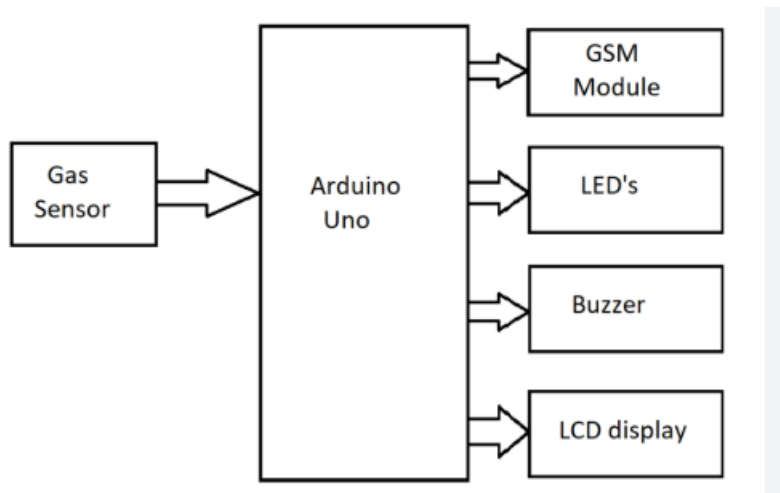 Gas
Sensor
Arduino
Uno
GSM
Module
LED's
Buzzer
LCD display